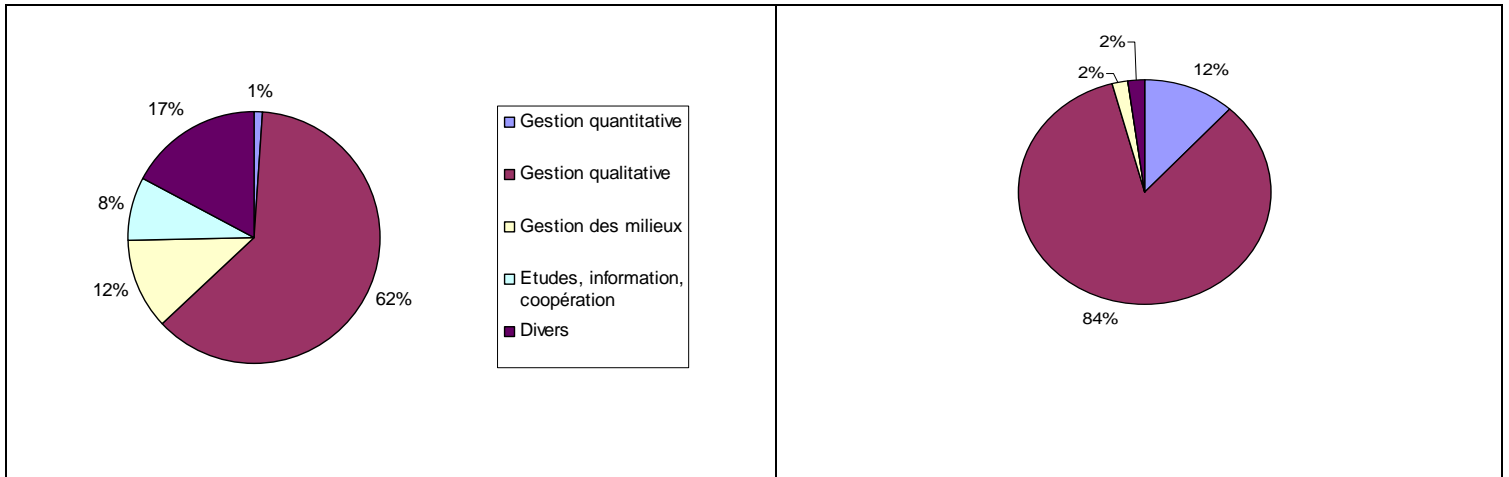 1%
17%
8%
12%
62%
Gestion quantitative
Gestion qualitative
Gestion des milieux
Etudes, information,
coopération
Divers
2%
2%
12%
84%